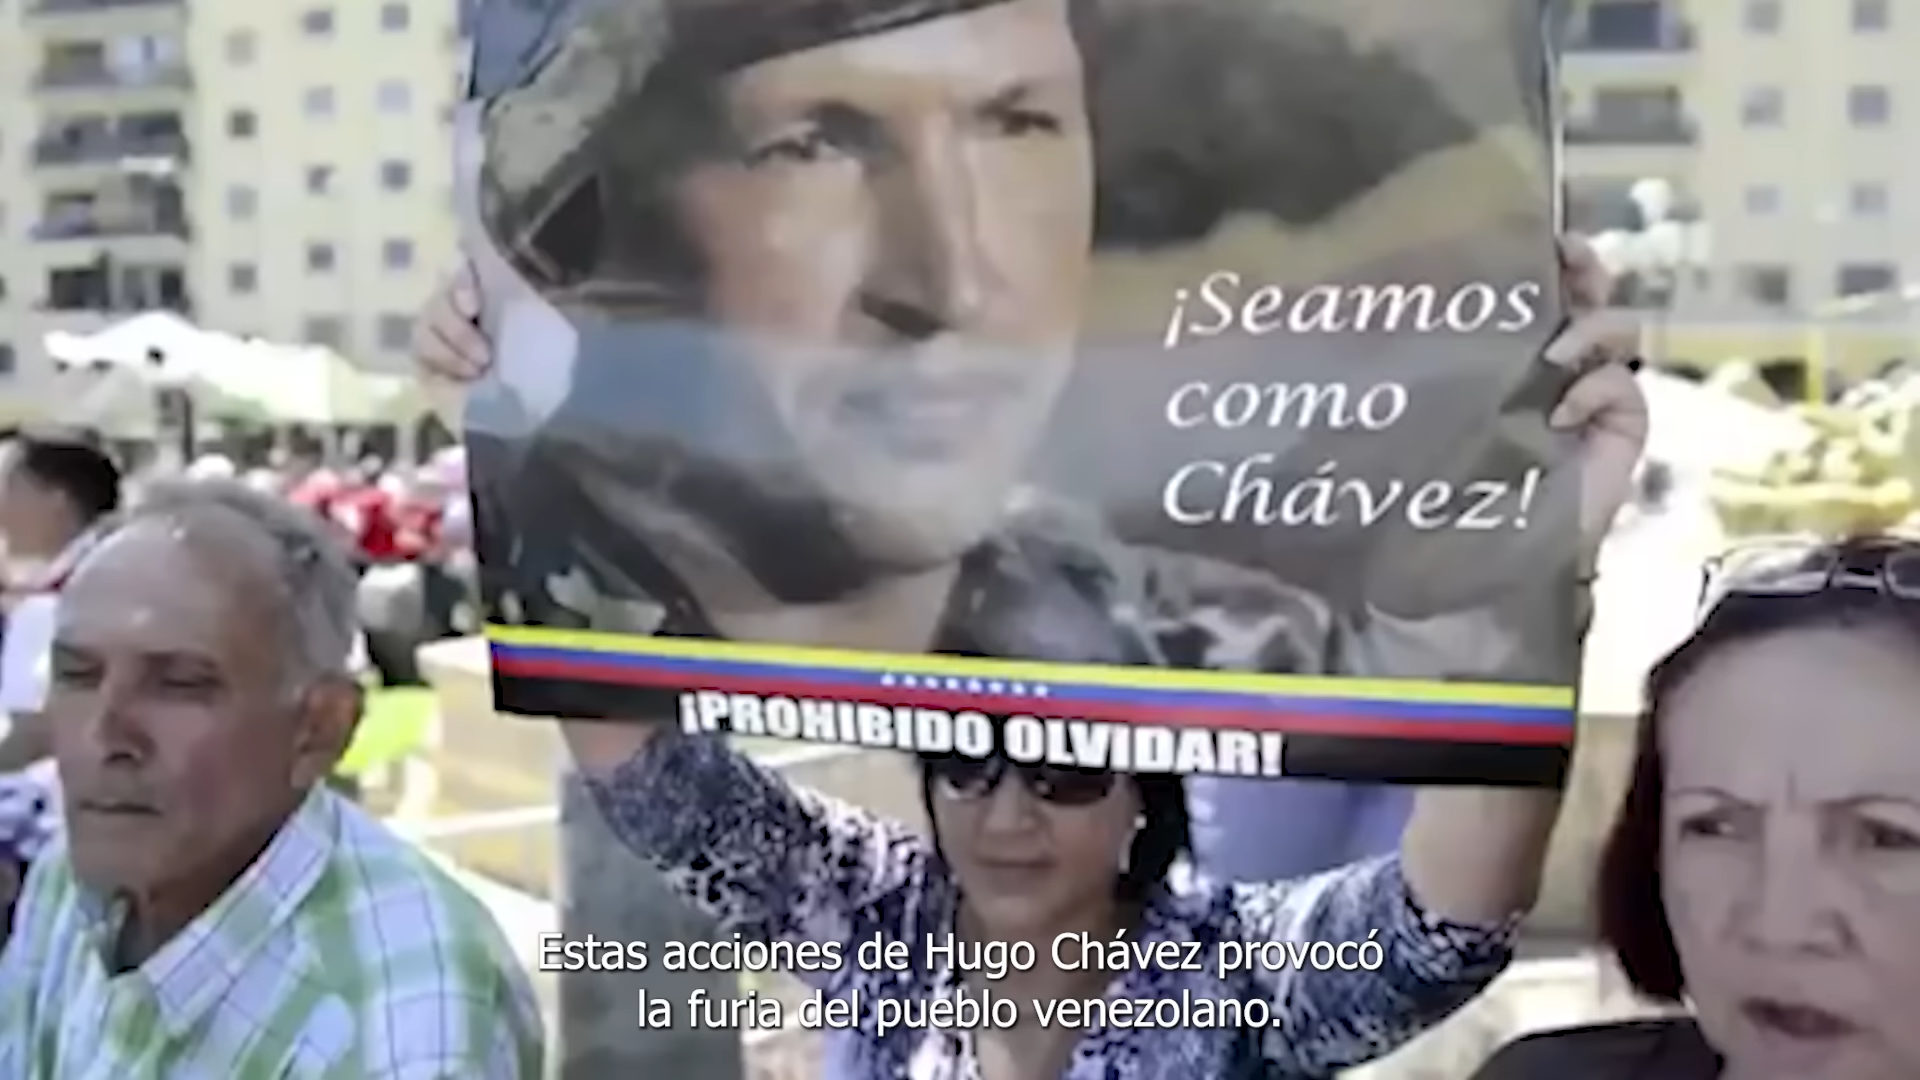 ¡Seamos
como
Chávez!
¡PROHIBIDO OLVIDAR!
Estas acciones de Hugo Chávez provocó
la furia del pueblo venezolano.